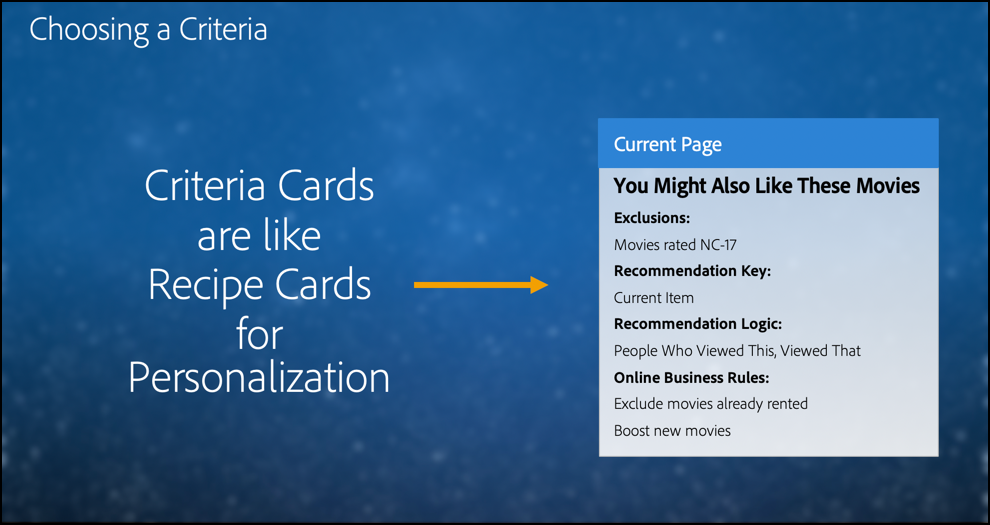 Choosing a Criteria
Criteria Cards
are like
Recipe Cards
for
Personalization
Current Page
You Might Also Like These Movies
Exclusions:
Movies rated NC-17
Recommendation Key:
Current Item
Recommendation Logic:
People Who Viewed This, Viewed That
Online Business Rules:
Exclude movies already rented
Boost new movies